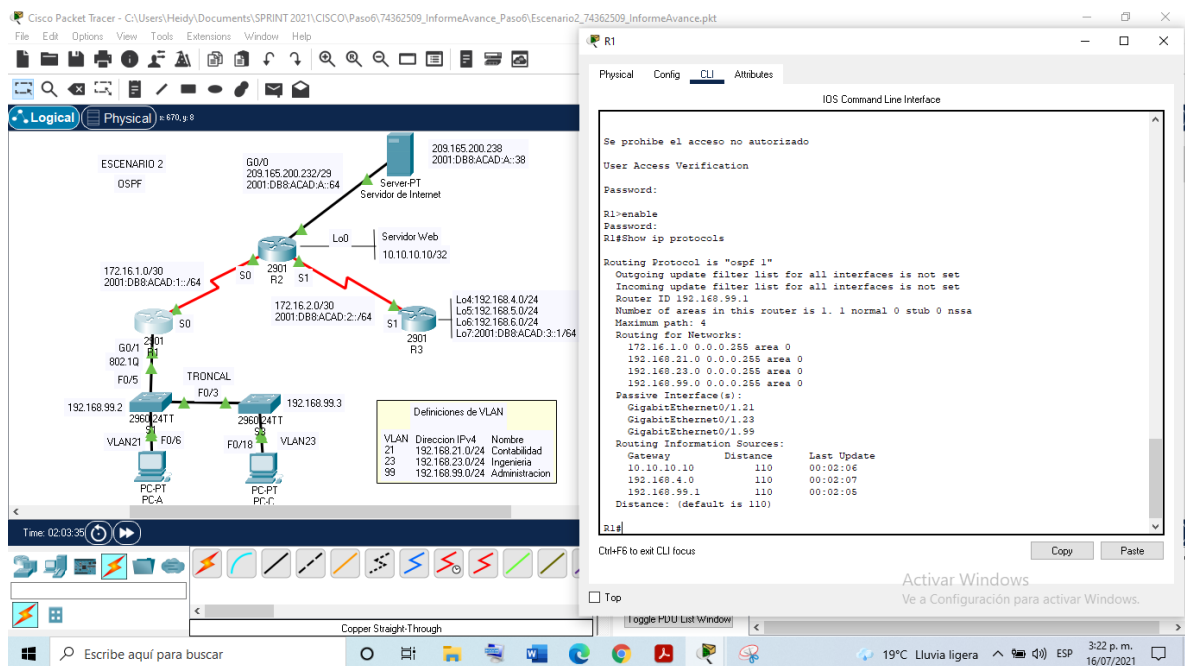 Cisco Packet Tracer - C:\Users\Heidy\Documents\SPRINT 2021\CISCO\Paso6\74362509_InformeAvance_Paso6\Escenario2_74362509_InformeAvance.pkt
File Edit Options View Tools Extensions Window Help
Logical Physical x: 670, y: 8
ESCENARIO 2
OSPF
G0/0
209.165.200.232/29
2001:DB8:ACAD:A::64
209.165.200.238
2001:DB8:ACAD:A::38
Server-PT
Servidor de Internet
Lo0
Servidor Web
10.10.10.10/32
172.16.1.0/30
2001:DB8:ACAD:1::/64
S0
2901
R2
S1
172.16.2.0/30
2001:DB8:ACAD:2::/64
S1
2901
R3
Lo4:192.168.4.0/24
Lo5:192.168.5.0/24
Lo6:192.168.6.0/24
Lo7:2001:DB8:ACAD:3::1/64
S0
2901
R1
G0/1
802.1Q
F0/5
TRONCAL
F0/3
192.168.99.2
2960-24TT
S1
192.168.99.3
2960-24TT
S3
VLAN21
F0/6
F0/18
VLAN23
PC-PT
PC-A
PC-PT
PC-C
Definiciones de VLAN
VLAN Direccion IPv4 Nombre
21 192.168.21.0/24 Contabilidad
23 192.168.23.0/24 Ingenieria
99 192.168.99.0/24 Administracion
Time: 02:03:35
Copper Straight-Through
R1
Physical Config CLI Attributes
IOS Command Line Interface
Se prohibe el acceso no autorizado
User Access Verification
Password:
R1>enable
Password:
R1#Show ip protocols
Routing Protocol is "ospf 1"
Outgoing update filter list for all interfaces is not set
Incoming update filter list for all interfaces is not set
Router ID 192.168.99.1
Number of areas in this router is 1. 1 normal 0 stub 0 nssa
Maximum path: 4
Routing for Networks:
172.16.1.0 0.0.0.255 area 0
192.168.21.0 0.0.0.255 area 0
192.168.23.0 0.0.0.255 area 0
192.168.99.0 0.0.0.255 area 0
Passive Interface(s):
GigabitEthernet0/1.21
GigabitEthernet0/1.23
GigabitEthernet0/1.99
Routing Information Sources:
Gateway Distance Last Update
10.10.10.10 110 00:02:06
192.168.4.0 110 00:02:07
192.168.99.1 110 00:02:05
Distance: (default is 110)
R1#
Ctrl+F6 to exit CLI focus
Copy Paste
Top
Toggle PDU List Window
Activar Windows
Ve a Configuración para activar Windows.
Escribe aquí para buscar
19°C Lluvia ligera
ESP
3:22 p. m.
16/07/2021